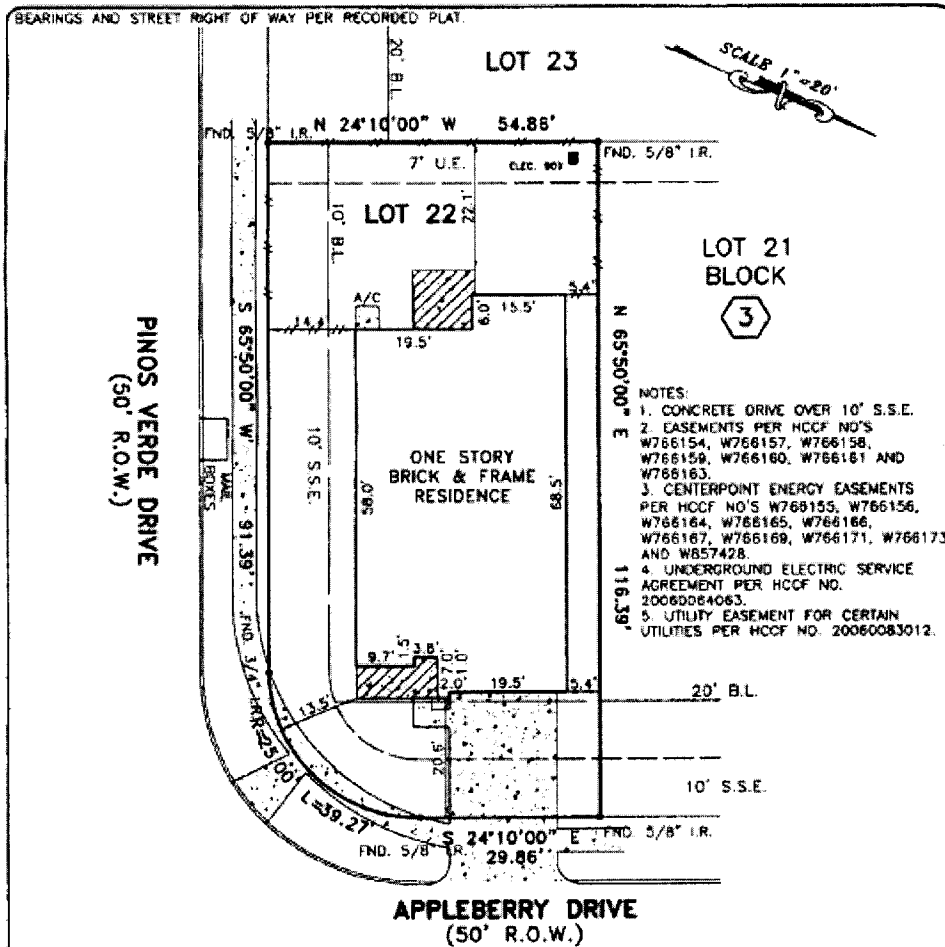 BEARINGS AND STREET RIGHT OF WAY PER RECORDED PLAT.
LOT 23
SCALE 1"=20'
20' B.L.
FND. 5/8" I.R.
N 24°10'00" W 54.86'
FND. 5/8" I.R.
7' U.E.
ELEC. BOX
LOT 22
10' B.L.
22.1'
LOT 21
BLOCK
3
A/C
5.4'
15.5'
6.0'
14.4'
19.5'
S 65°50'00" W - 91.39'
N 65°50'00" E 116.39'
PINOS VERDE DRIVE
(50' R.O.W.)
MAIL
BOXES
10' S.S.E.
ONE STORY
BRICK & FRAME
RESIDENCE
58.0'
68.5'
NOTES:
1. CONCRETE DRIVE OVER 10' S.S.E.
2. EASEMENTS PER HCCF NO'S
W766154, W766157, W766158,
W766159, W766160, W766161 AND
W766163.
3. CENTERPOINT ENERGY EASEMENTS
PER HCCF NO'S W766155, W766156,
W766164, W766165, W766166,
W766167, W766169, W766171, W766173
AND W857428.
4. UNDERGROUND ELECTRIC SERVICE
AGREEMENT PER HCCF NO.
20060064063.
5. UTILITY EASEMENT FOR CERTAIN
UTILITIES PER HCCF NO. 20060083012.
FND. 3/4" I.R.
9.7'
1.5'
3.8'
7.0'
1.0'
2.0'
19.5'
5.4'
20' B.L.
13.5'
20.6'
R=25.00'
L=39.27'
10' S.S.E.
S 24°10'00" E
29.86'
FND. 5/8" I.R.
FND. 5/8" I.R.
APPLEBERRY DRIVE
(50' R.O.W.)